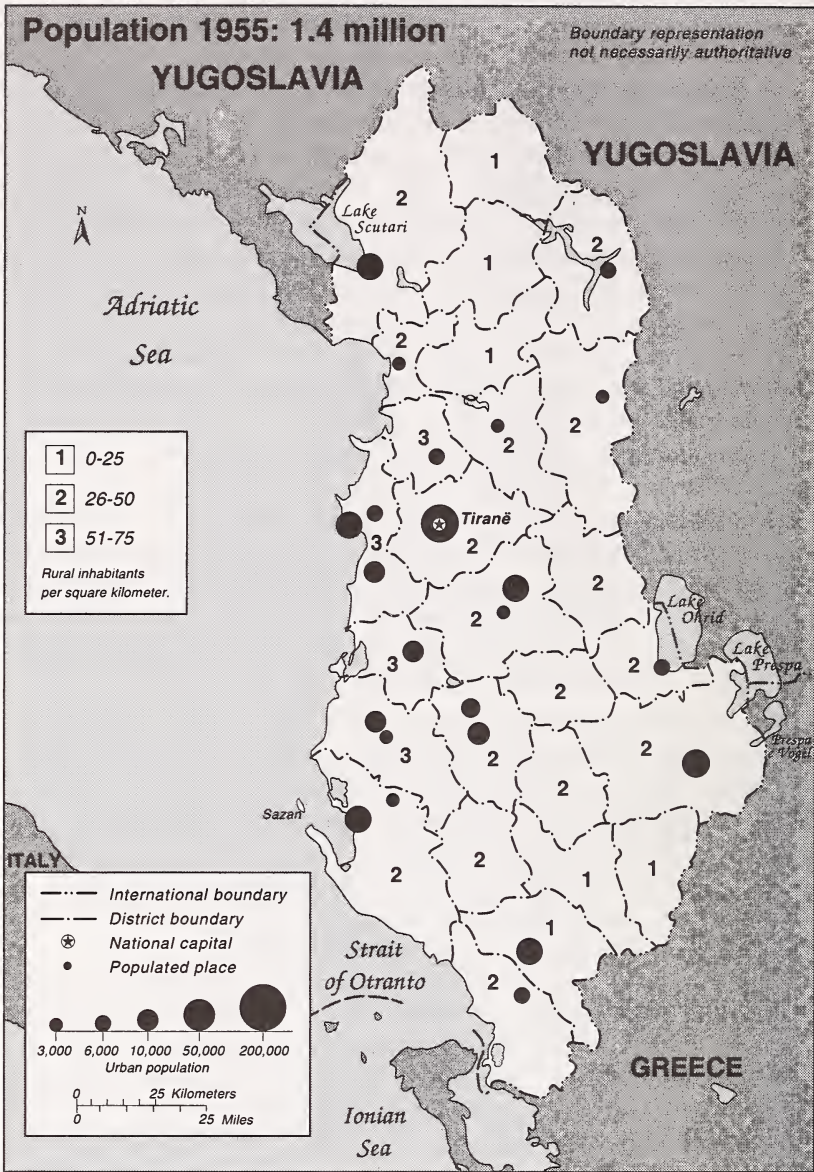 Population 1955: 1.4 million
Boundary representation
not necessarily authoritative
YUGOSLAVIA
YUGOSLAVIA
1
2
N
Lake
Scutari
2
1
Adriatic
Sea
2
1
2
3
2
1 0-25
2 26-50
3 51-75
Rural inhabitants
per square kilometer.
Tiranë
3
2
2
2
Lake
Ohrid
Lake
Prespa
3
2
2
Prespa
e Vogël
3
2
2
2
Sazan
ITALY
2
2
1
1
International boundary
District boundary
National capital
Populated place
3,000 6,000 10,000 50,000 200,000
Urban population
0 25 Kilometers
0 25 Miles
1
Strait
of Otranto
2
GREECE
Ionian
Sea